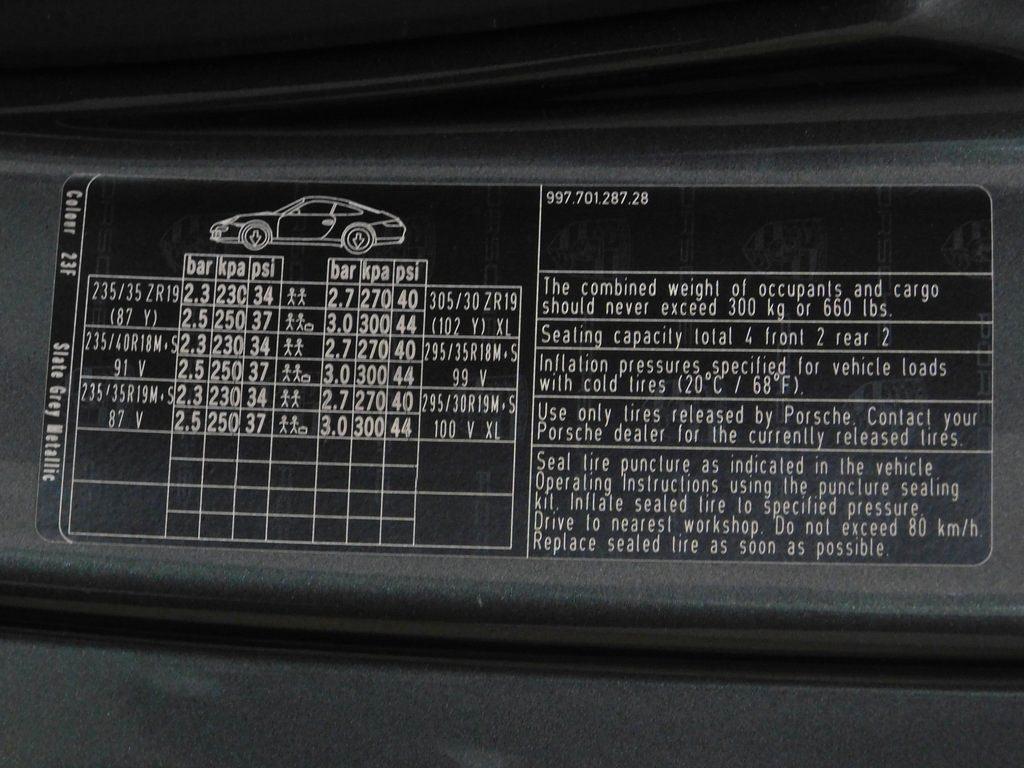 Colour 23F Slate Grey Metallic
997.701.287.28
bar kpa psi bar kpa psi
235/35 ZR19 2.3 230 34 2.7 270 40 305/30 ZR19
(87 Y) 2.5 250 37 3.0 300 44 (102 Y) XL
235/40R18M+S 2.3 230 34 2.7 270 40 295/35R18M+S
91 V 2.5 250 37 3.0 300 44 99 V
235/35R19M+S 2.3 230 34 2.7 270 40 295/30R19M+S
87 V 2.5 250 37 3.0 300 44 100 V XL
The combined weight of occupants and cargo
should never exceed 300 kg or 660 lbs.
Seating capacity total 4 front 2 rear 2
Inflation pressures specified for vehicle loads
with cold tires (20°C / 68°F).
Use only tires released by Porsche. Contact your
Porsche dealer for the currently released tires.
Seal tire puncture as indicated in the vehicle
Operating Instructions using the puncture sealing
kit. Inflate sealed tire to specified pressure.
Drive to nearest workshop. Do not exceed 80 km/h.
Replace sealed tire as soon as possible.